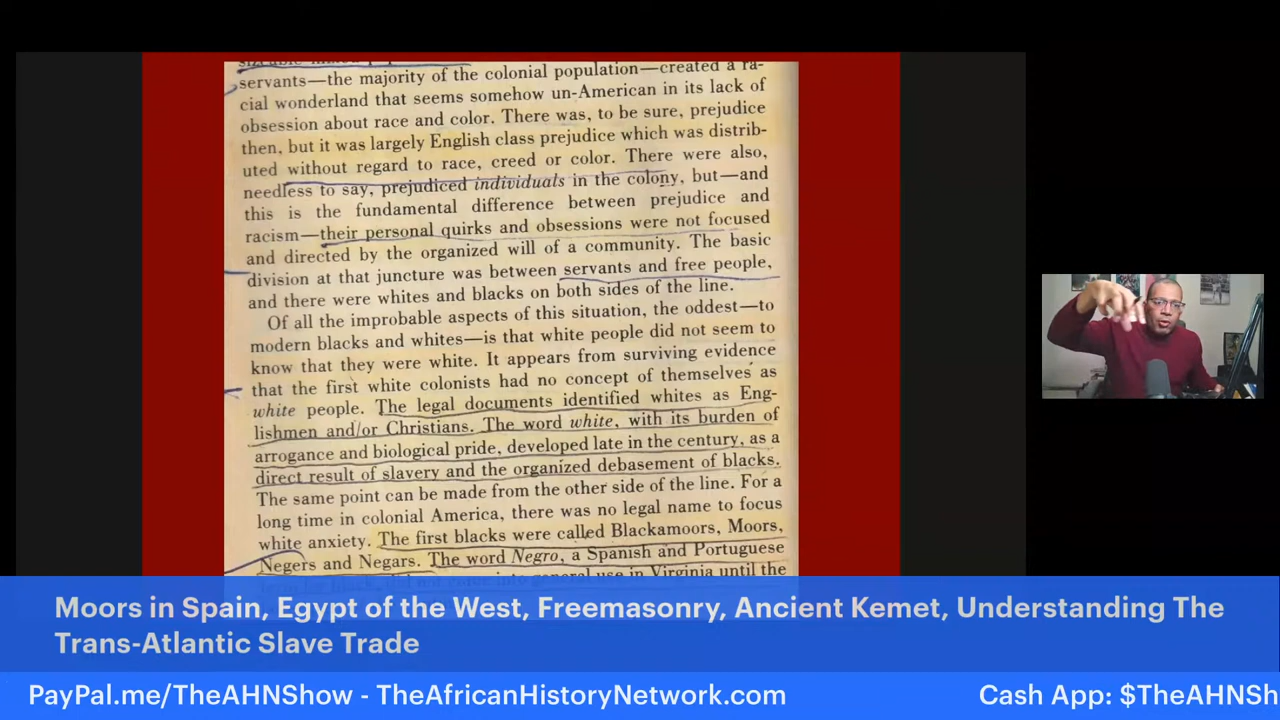 servants—the majority of the colonial population—created a ra-
cial wonderland that seems somehow un-American in its lack of
obsession about race and color. There was, to be sure, prejudice
then, but it was largely English class prejudice which was distrib-
uted without regard to race, creed or color. There were also,
needless to say, prejudiced individuals in the colony, but—and
this is the fundamental difference between prejudice and
racism—their personal quirks and obsessions were not focused
and directed by the organized will of a community. The basic
division at that juncture was between servants and free people,
and there were whites and blacks on both sides of the line.
Of all the improbable aspects of this situation, the oddest—to
modern blacks and whites—is that white people did not seem to
know that they were white. It appears from surviving evidence
that the first white colonists had no concept of themselves as
white people. The legal documents identified whites as Eng-
lishmen and/or Christians. The word white, with its burden of
arrogance and biological pride, developed late in the century, as a
direct result of slavery and the organized debasement of blacks.
The same point can be made from the other side of the line. For a
long time in colonial America, there was no legal name to focus
white anxiety. The first blacks were called Blackamoors, Moors,
Negers and Negars. The word Negro, a Spanish and Portuguese
general use in Virginia until the
Moors in Spain, Egypt of the West, Freemasonry, Ancient Kemet, Understanding The
Trans-Atlantic Slave Trade
PayPal.me/TheAHNShow - TheAfricanHistoryNetwork.com
Cash App: $TheAHNSh